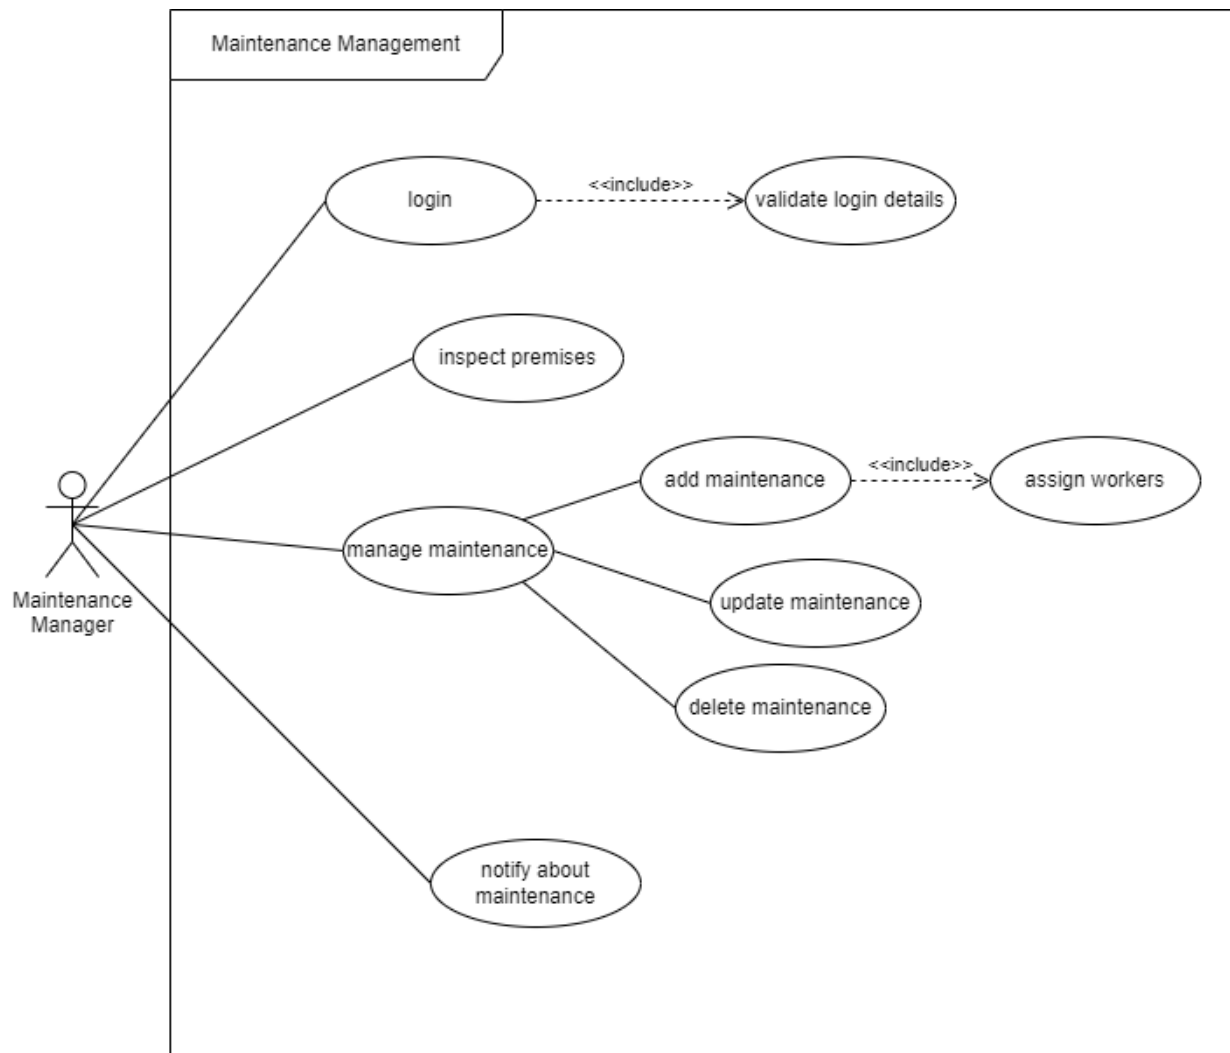 Maintenance Management
login
<<include>>
validate login details
inspect premises
add maintenance
<<include>>
assign workers
manage maintenance
update maintenance
Maintenance
Manager
delete maintenance
notify about
maintenance